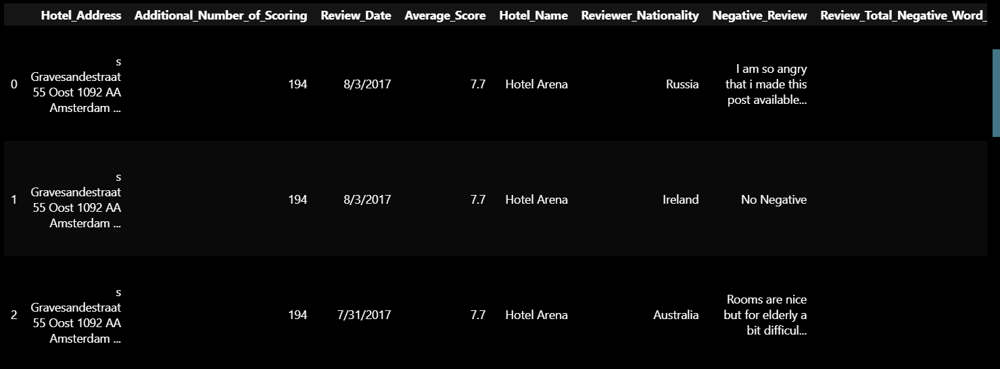 Hotel_Address Additional_Number_of_Scoring Review_Date Average_Score Hotel_Name Reviewer_Nationality Negative_Review Review_Total_Negative_Word_
0 s Gravesandestraat 55 Oost 1092 AA Amsterdam ... 194 8/3/2017 7.7 Hotel Arena Russia I am so angry that i made this post available...
1 s Gravesandestraat 55 Oost 1092 AA Amsterdam ... 194 8/3/2017 7.7 Hotel Arena Ireland No Negative
2 s Gravesandestraat 55 Oost 1092 AA Amsterdam ... 194 7/31/2017 7.7 Hotel Arena Australia Rooms are nice but for elderly a bit difficul...